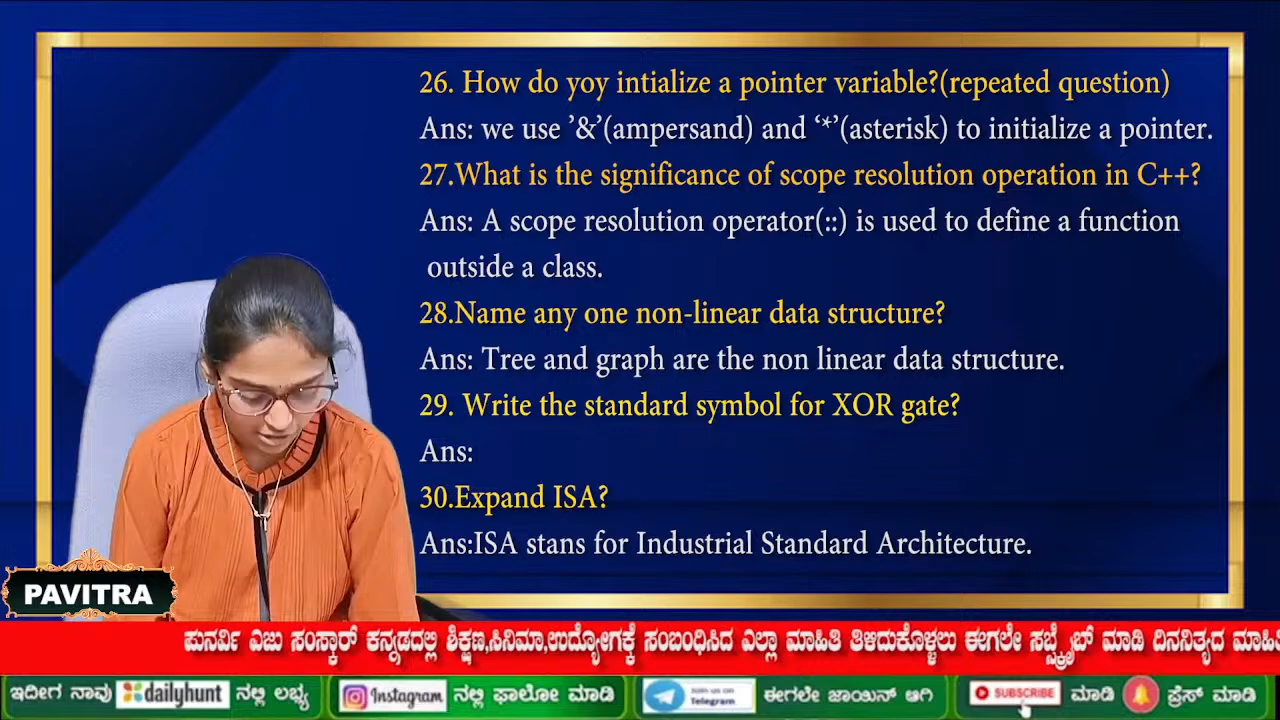 26. How do yoy intialize a pointer variable?(repeated question)
Ans: we use ’&’(ampersand) and ‘*’(asterisk) to initialize a pointer.
27.What is the significance of scope resolution operation in C++?
Ans: A scope resolution operator(::) is used to define a function
outside a class.
28.Name any one non-linear data structure?
Ans: Tree and graph are the non linear data structure.
29. Write the standard symbol for XOR gate?
Ans:
30.Expand ISA?
Ans:ISA stans for Industrial Standard Architecture.
PAVITRA
ಪುನರ್ವಿ ಎಜು ಸಂಸ್ಕಾರ್ ಕನ್ನಡದಲ್ಲಿ ಶಿಕ್ಷಣ,ಸಿನಿಮಾ,ಉದ್ಯೋಗಕ್ಕೆ ಸಂಬಂಧಿಸಿದ ಎಲ್ಲಾ ಮಾಹಿತಿ ತಿಳಿದುಕೊಳ್ಳಲು ಈಗಲೇ ಸಬ್ಸ್ಕ್ರೈಬ್ ಮಾಡಿ ದಿನನಿತ್ಯದ ಮಾಹಿ
ಇದೀಗ ನಾವು dailyhunt ನಲ್ಲಿ ಲಭ್ಯ Instagram ನಲ್ಲಿ ಫಾಲೋ ಮಾಡಿ Join us on Telegram ಈಗಲೇ ಜಾಯಿನ್ ಆಗಿ SUBSCRIBE ಮಾಡಿ ಪ್ರೆಸ್ ಮಾಡಿ